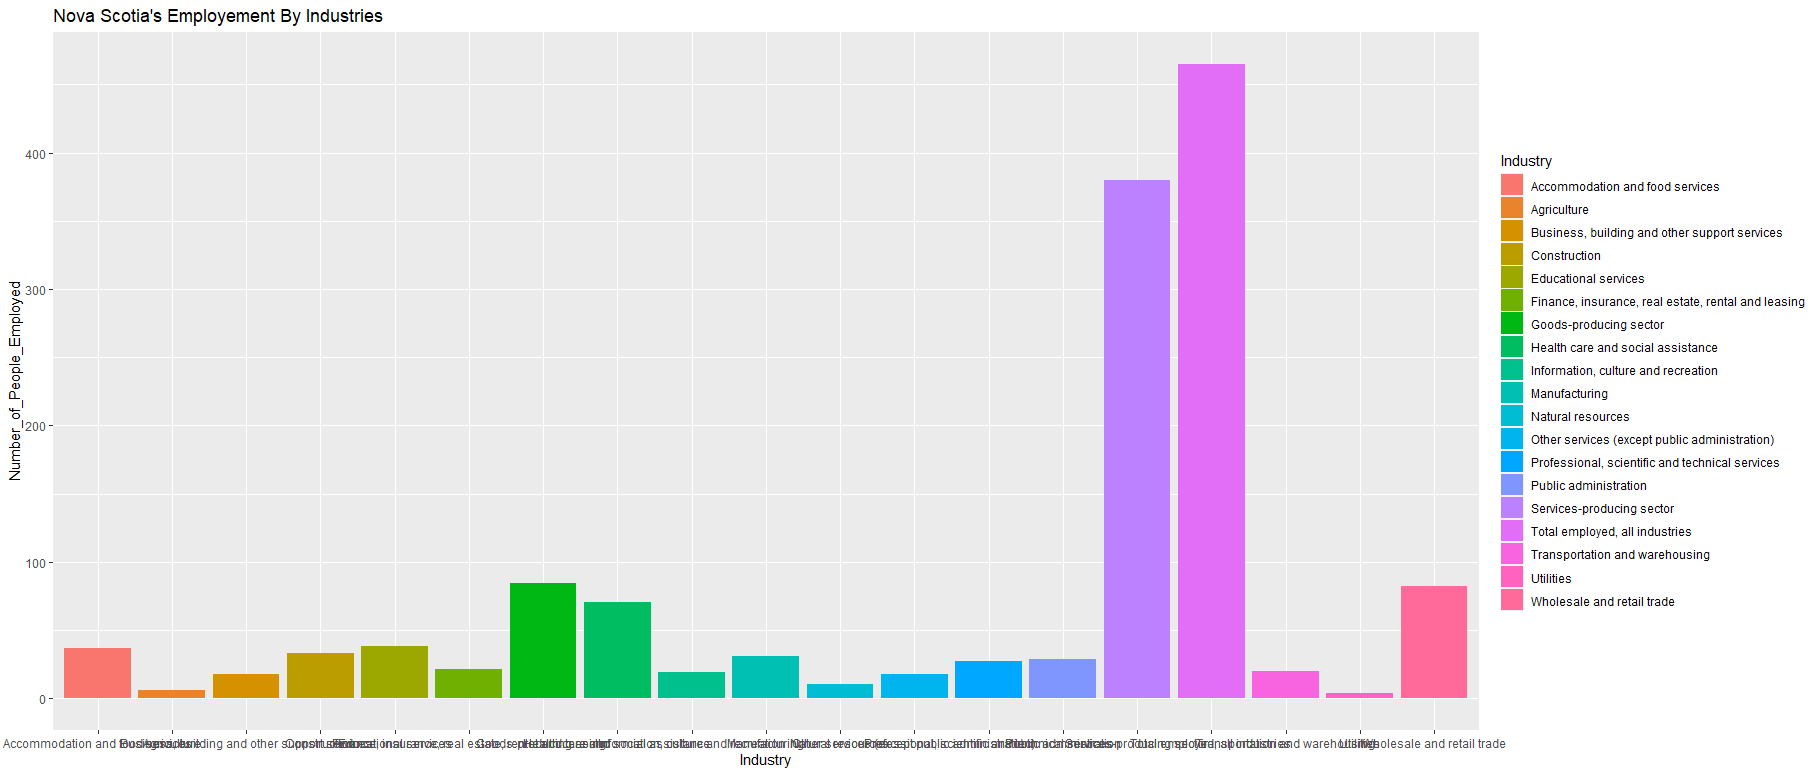 Nova Scotia's Employement By Industries
Number_of_People_Employed
400
300
200
100
0
Accommodation and
Wholesale and retail trade
Industry
Industry
Accommodation and food services
Agriculture
Business, building and other support services
Construction
Educational services
Finance, insurance, real estate, rental and leasing
Goods-producing sector
Health care and social assistance
Information, culture and recreation
Manufacturing
Natural resources
Other services (except public administration)
Professional, scientific and technical services
Public administration
Services-producing sector
Total employed, all industries
Transportation and warehousing
Utilities
Wholesale and retail trade